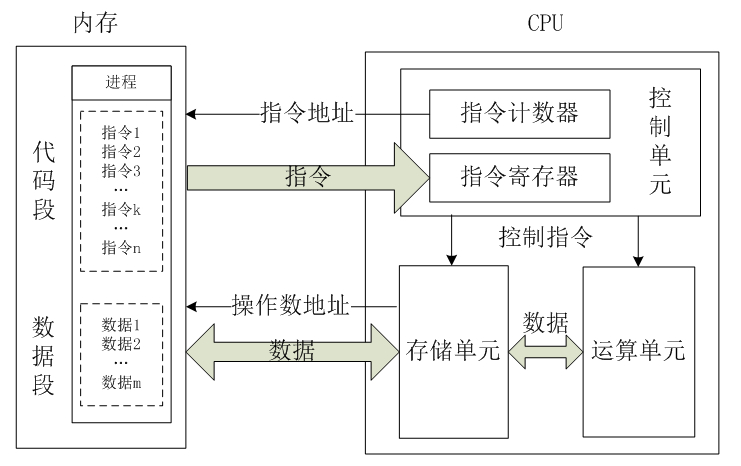 内存
CPU
进程
代码段
指令1
指令2
指令3
…
指令k
…
指令n
数据段
数据1
数据2
…
数据m
指令地址
指令
操作数地址
数据
指令计数器
指令寄存器
控制单元
控制指令
存储单元
数据
运算单元